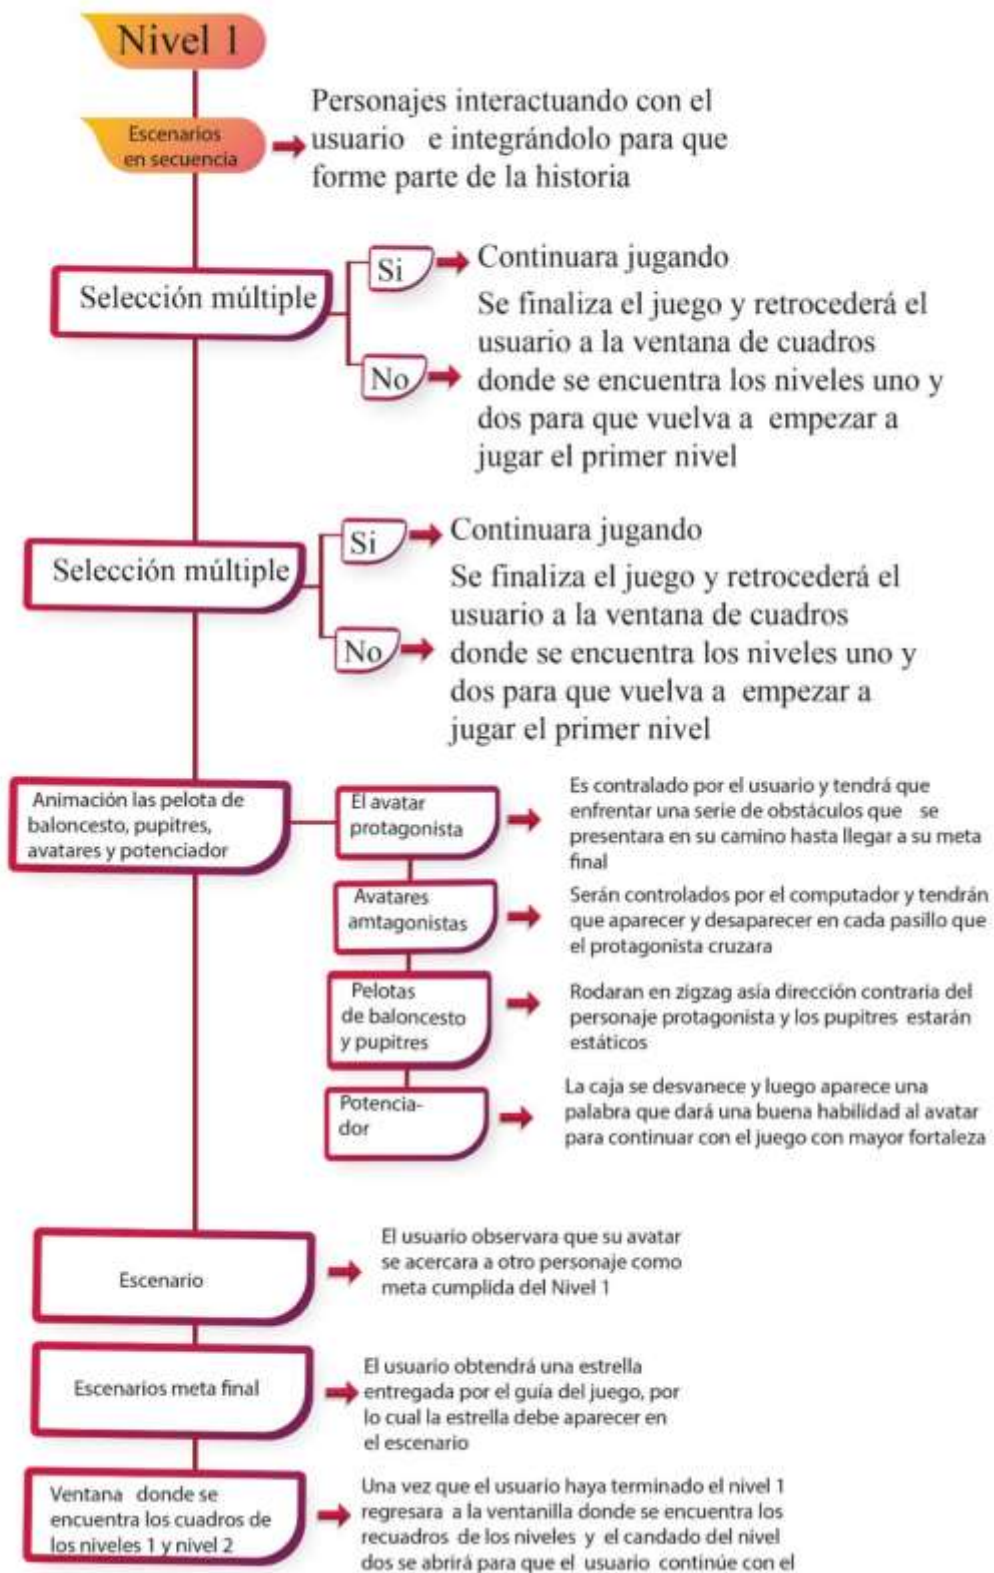 Nivel 1
Escenarios
en secuencia
Personajes interactuando con el
usuario e integrándolo para que
forme parte de la historia
Selección múltiple
Si
Continuara jugando
No
Se finaliza el juego y retrocederá el
usuario a la ventana de cuadros
donde se encuentra los niveles uno y
dos para que vuelva a empezar a
jugar el primer nivel
Selección múltiple
Si
Continuara jugando
No
Se finaliza el juego y retrocederá el
usuario a la ventana de cuadros
donde se encuentra los niveles uno y
dos para que vuelva a empezar a
jugar el primer nivel
Animación las pelota de
baloncesto, pupitres,
avatares y potenciador
El avatar
protagonista
Es contralado por el usuario y tendrá que
enfrentar una serie de obstáculos que se
presentara en su camino hasta llegar a su meta
final
Avatares
amtagonistas
Serán controlados por el computador y tendrán
que aparecer y desaparecer en cada pasillo que
el protagonista cruzara
Pelotas
de baloncesto
y pupitres
Rodaran en zigzag asía dirección contraria del
personaje protagonista y los pupitres estarán
estáticos
Potencia-
dor
La caja se desvanece y luego aparece una
palabra que dará una buena habilidad al avatar
para continuar con el juego con mayor fortaleza
Escenario
El usuario observara que su avatar
se acercara a otro personaje como
meta cumplida del Nivel 1
Escenarios meta final
El usuario obtendrá una estrella
entregada por el guía del juego, por
lo cual la estrella debe aparecer en
el escenario
Ventana donde se
encuentra los cuadros de
los niveles 1 y nivel 2
Una vez que el usuario haya terminado el nivel 1
regresara a la ventanilla donde se encuentra los
recuadros de los niveles y el candado del nivel
dos se abrirá para que el usuario continúe con el